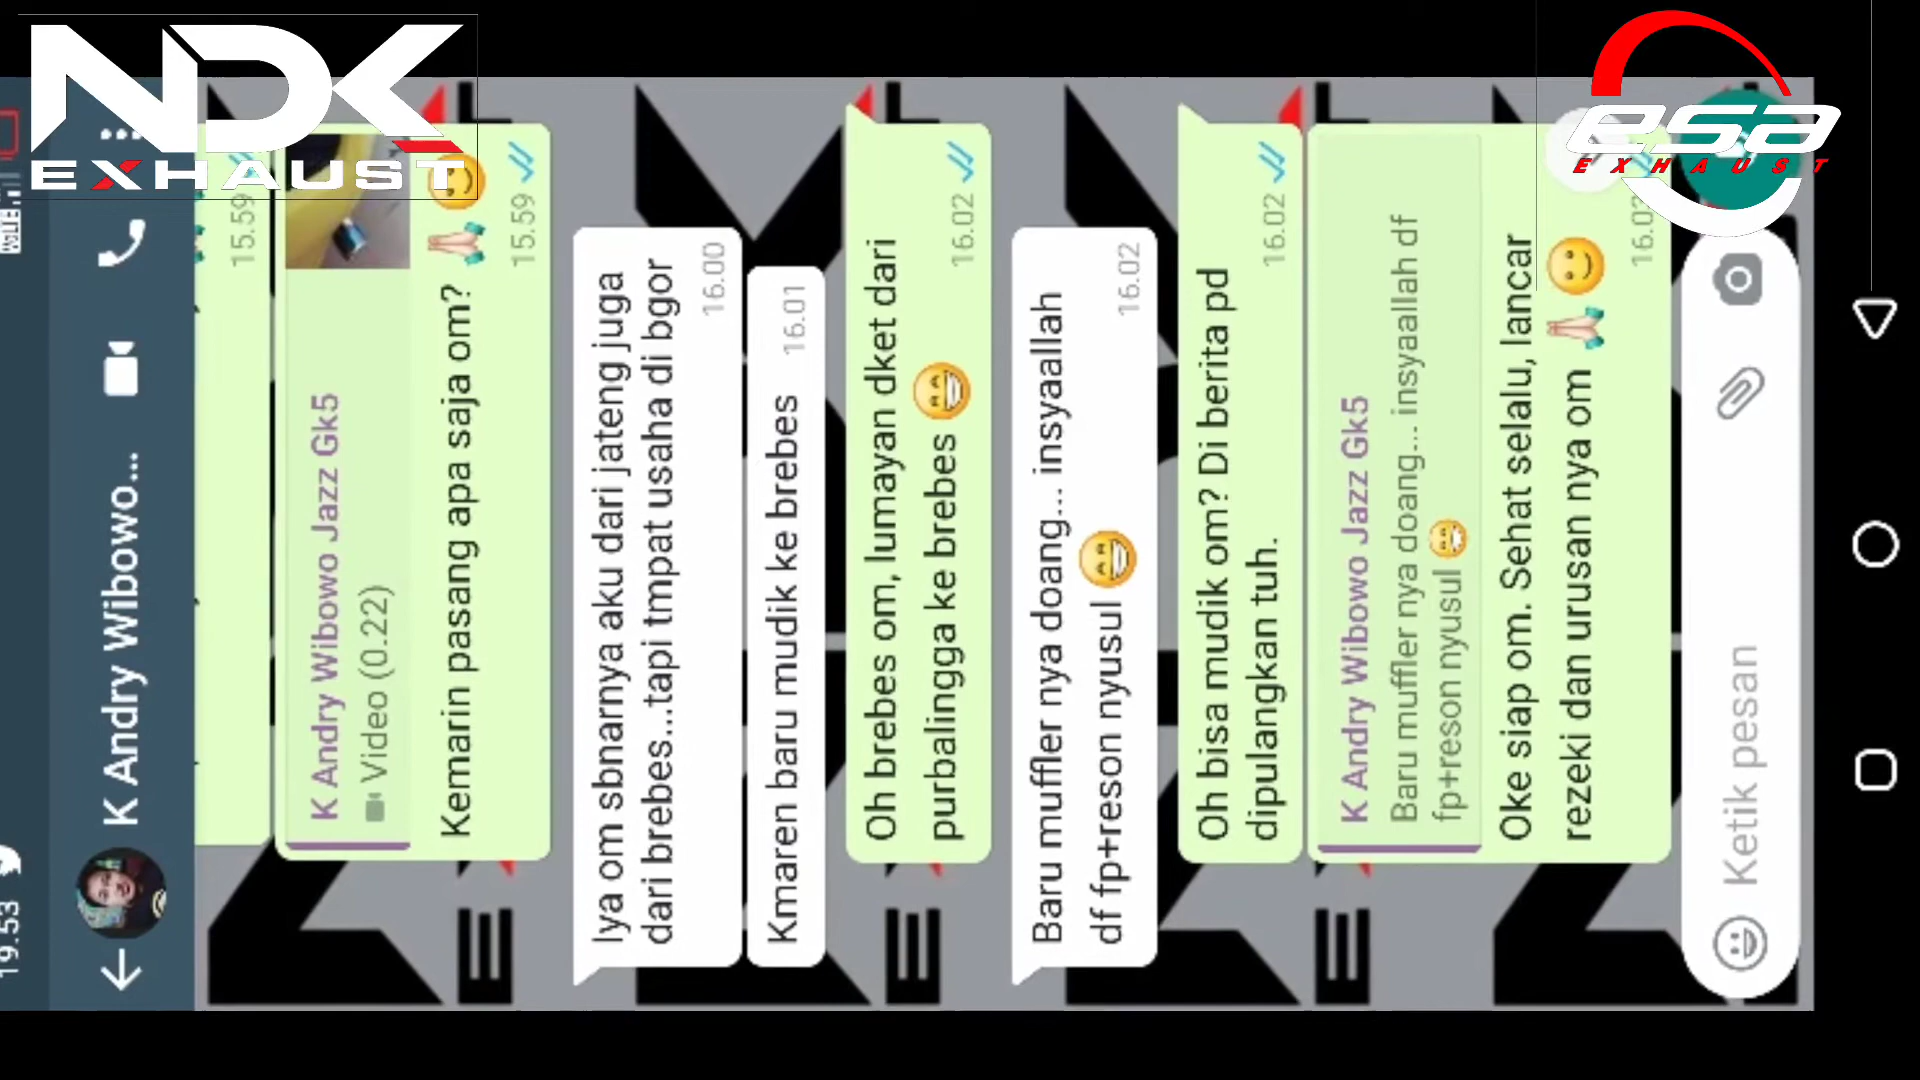 NDK
EXHAUST
esa
EXHAUST
19.53
VoLTE
K Andry Wibowo...
15.59
K Andry Wibowo Jazz Gk5
Video (0.22)
Kemarin pasang apa saja om?
15.59
Iya om sbnarnya aku dari jateng juga
dari brebes...tapi tmpat usaha di bgor
16.00
Kmaren baru mudik ke brebes
16.01
Oh brebes om, lumayan dket dari
purbalingga ke brebes
16.02
Baru muffler nya doang... insyaallah
df fp+reson nyusul
16.02
Oh bisa mudik om? Di berita pd
dipulangkan tuh.
16.02
K Andry Wibowo Jazz Gk5
Baru muffler nya doang... insyaallah df
fp+reson nyusul
Oke siap om. Sehat selalu, lancar
rezeki dan urusan nya om
Ketik pesan